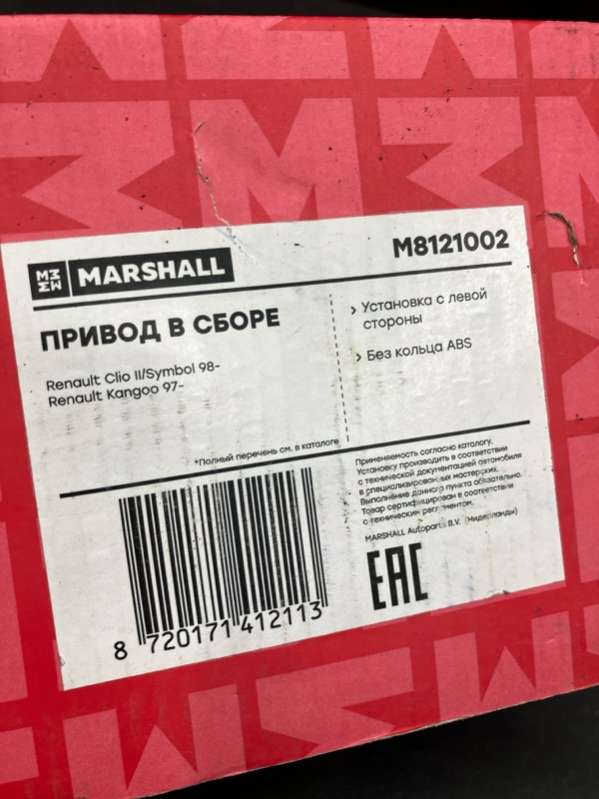 MARSHALL
M8121002
ПРИВОД В СБОРЕ
Renault Clio II/Symbol 98-
Renault Kangoo 97-
› Установка с левой
стороны
› Без кольца ABS
*Полный перечень см. в каталоге
Применяемость согласно каталогу.
Установку производить в соответствии
с технической документацией автомобиля
в специализированных мастерских.
Выполнение данного пункта обязательно.
Товар сертифицирован в соответствии
с техническим регламентом.
MARSHALL Autoparts B.V. (Нидерланды)
EAC
8 720171 412113